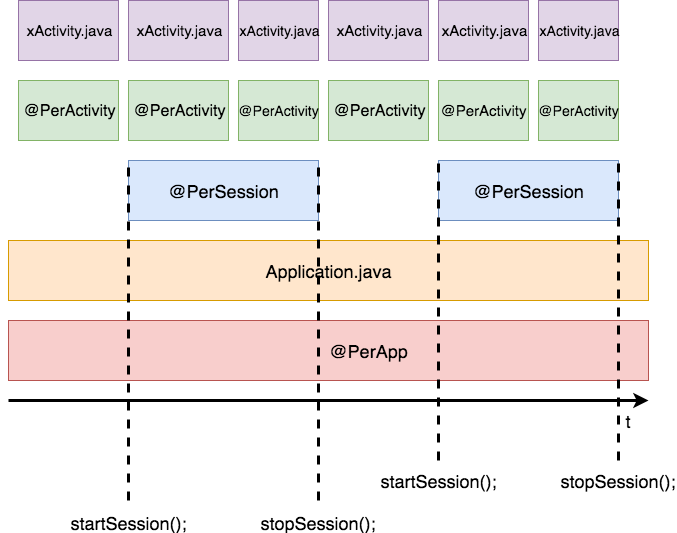 xActivity.java xActivity.java xActivity.java xActivity.java xActivity.java xActivity.java
@PerActivity @PerActivity @PerActivity @PerActivity @PerActivity @PerActivity
@PerSession @PerSession
Application.java
@PerApp
t
startSession(); stopSession();
startSession(); stopSession();